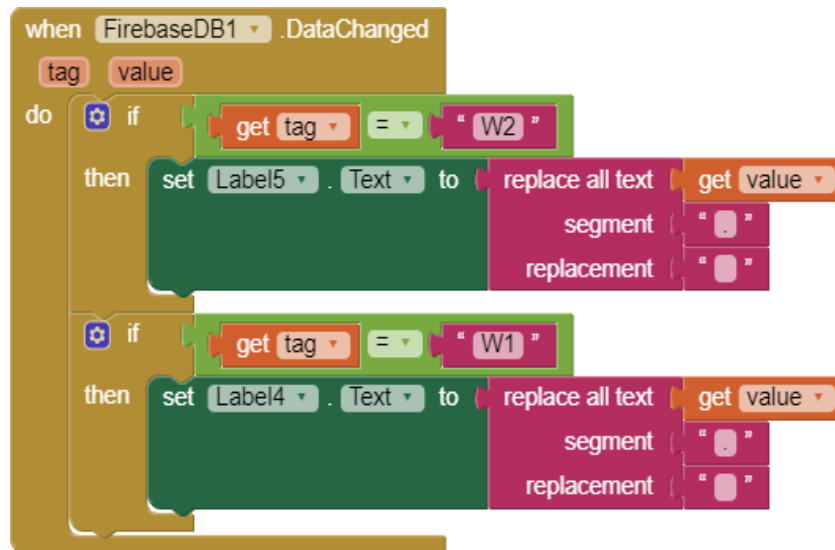 when FirebaseDB1 .DataChanged
tag value
do if get tag = “ W2 ”
then set Label5 . Text to replace all text get value
segment “ . ”
replacement “ ”
if get tag = “ W1 ”
then set Label4 . Text to replace all text get value
segment “ . ”
replacement “ ”